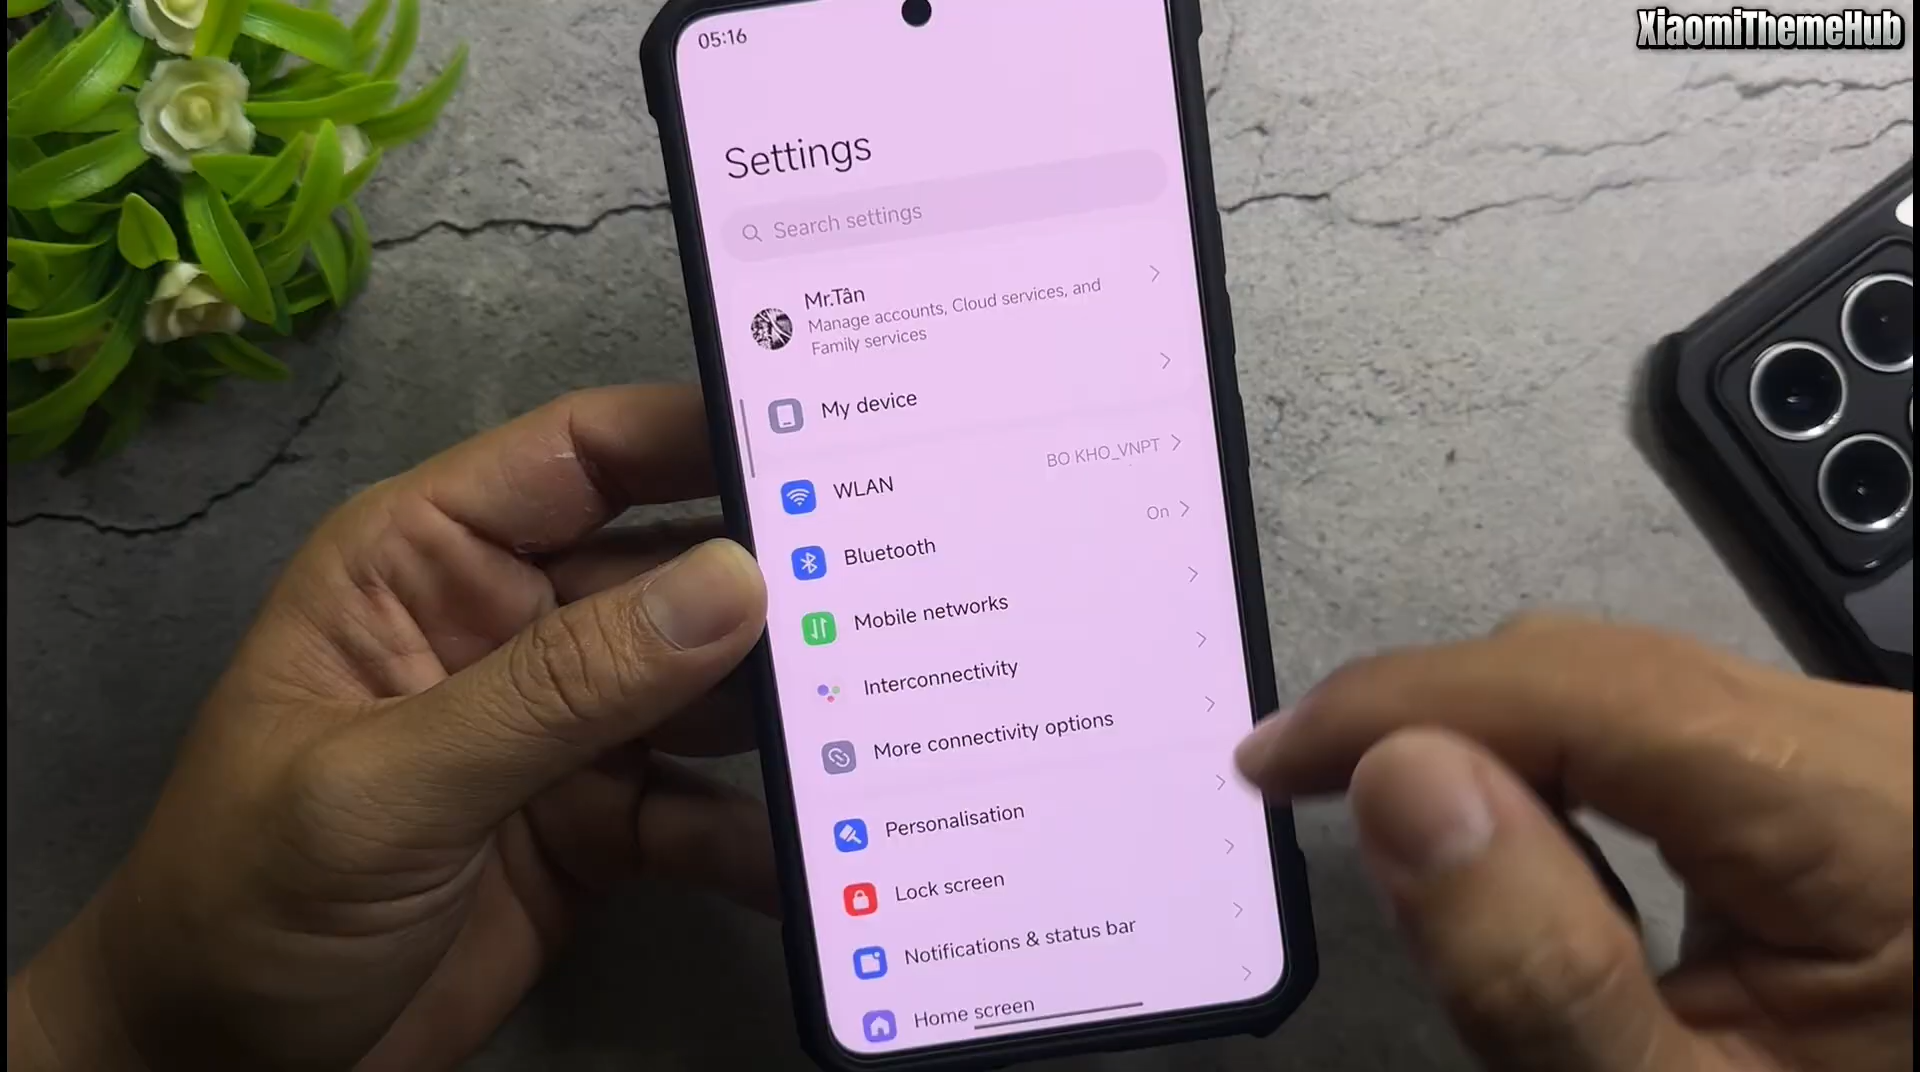 XiaomiThemeHub
05:16
Settings
Search settings
Mr.Tân
Manage accounts, Cloud services, and
Family services
My device
WLAN
BO KHO_VNPT
Bluetooth
On
Mobile networks
Interconnectivity
More connectivity options
Personalisation
Lock screen
Notifications & status bar
Home screen